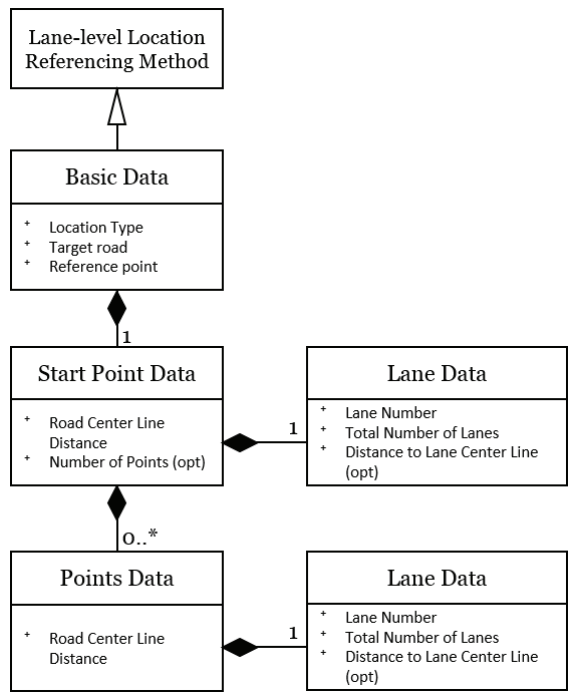 Lane-level Location
Referencing Method
Basic Data
+ Location Type
+ Target road
+ Reference point
1
Start Point Data
+ Road Center Line
Distance
+ Number of Points (opt)
1
Lane Data
+ Lane Number
+ Total Number of Lanes
+ Distance to Lane Center Line
(opt)
0..*
Points Data
+ Road Center Line
Distance
1
Lane Data
+ Lane Number
+ Total Number of Lanes
+ Distance to Lane Center Line
(opt)